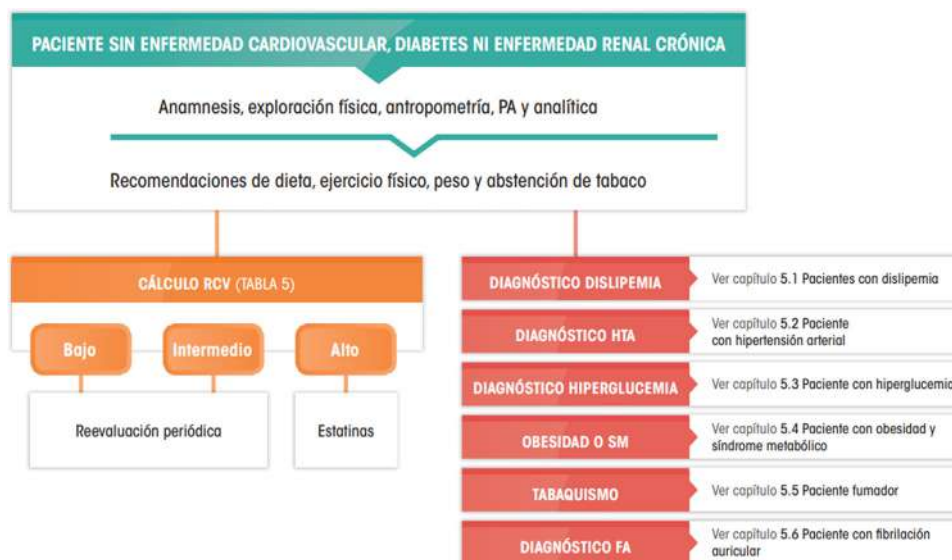 PACIENTE SIN ENFERMEDAD CARDIOVASCULAR, DIABETES NI ENFERMEDAD RENAL CRÓNICA
Anamnesis, exploración física, antropometría, PA y analítica
Recomendaciones de dieta, ejercicio físico, peso y abstención de tabaco
CÁLCULO RCV (TABLA 5)
Bajo
Intermedio
Alto
Reevaluación periódica
Estatinas
DIAGNÓSTICO DISLIPEMIA
Ver capítulo 5.1 Pacientes con dislipemia
DIAGNÓSTICO HTA
Ver capítulo 5.2 Paciente
con hipertensión arterial
DIAGNÓSTICO HIPERGLUCEMIA
Ver capítulo 5.3 Paciente con hiperglucemia
OBESIDAD O SM
Ver capítulo 5.4 Paciente con obesidad y
síndrome metabólico
TABAQUISMO
Ver capítulo 5.5 Paciente fumador
DIAGNÓSTICO FA
Ver capítulo 5.6 Paciente con fibrilación
auricular